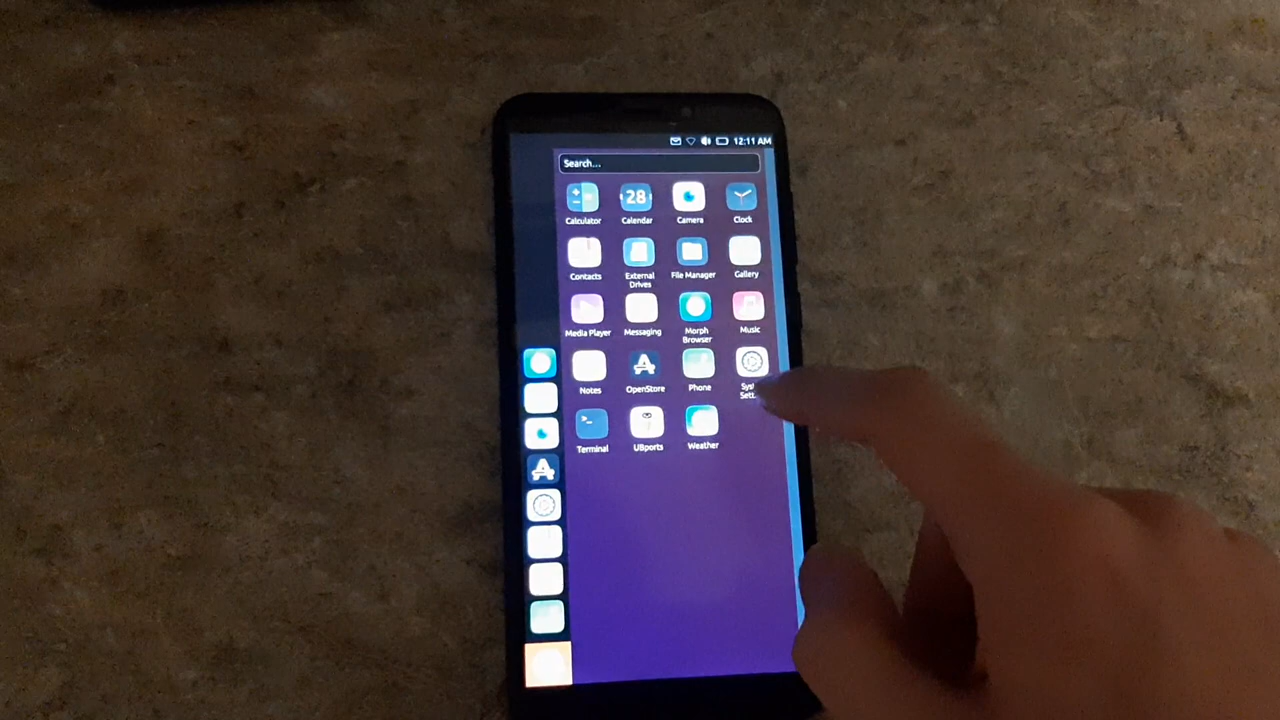 12:11 AM
Search...
28
Calculator
Calendar
Camera
Clock
Contacts
External
Drives
File Manager
Gallery
Media Player
Messaging
Morph
Browser
Music
Notes
OpenStore
Phone
Terminal
UBports
Weather